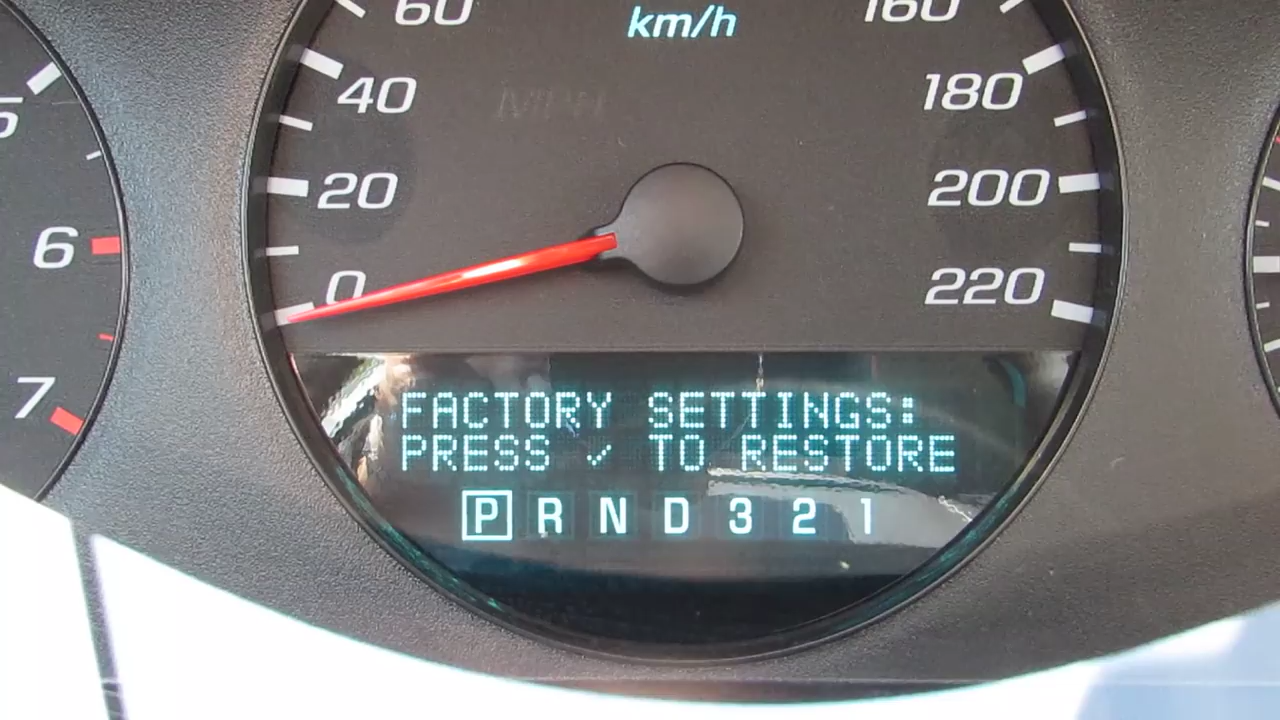 60
km/h
160
40
MPH
180
5
20
200
6
0
220
7
FACTORY SETTINGS:
PRESS ✓ TO RESTORE
P R N D 3 2 1